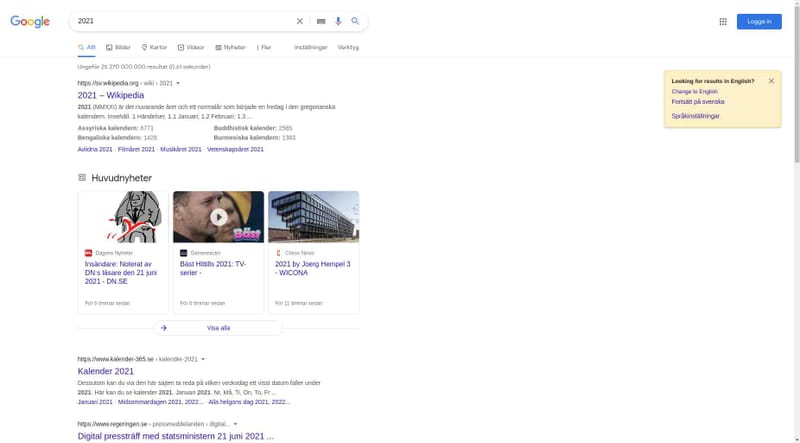 Google
2021
Allt Bilder Kartor Videor Nyheter Fler Inställningar Verktyg
Logga in
Ungefär 25 270 000 000 resultat (0,61 sekunder)
https://sv.wikipedia.org › wiki › 2021
2021 – Wikipedia
2021 (MMXXI) är det nuvarande året och ett normalår som började en fredag i den gregorianska
kalendern. Innehåll. 1 Händelser. 1.1 Januari; 1.2 Februari; 1.3 ...
Assyriska kalendern: 6771
Buddhistisk kalender: 2565
Bengaliska kalendern: 1428
Burmesiska kalendern: 1383
Avlidna 2021 · Filmåret 2021 · Musikåret 2021 · Vetenskapsåret 2021
Looking for results in English?
Change to English
Fortsätt på svenska
Språkinställningar
Huvudnyheter
Bäst
Dagens Nyheter
Insändare: Noterat av
DN:s läsare den 21 juni
2021 - DN.SE
För 6 timmar sedan
Gamereactor
Bäst Hittills 2021: TV-
serier -
För 6 timmar sedan
Cision News
2021 by Joerg Hempel 3
- WICONA
För 11 timmar sedan
Visa alla
https://www.kalender-365.se › kalender-2021
Kalender 2021
Dessutom kan du via den här sajten ta reda på vilken veckodag ett visst datum faller under
2021. Här kan du se kalender 2021. Januari 2021. Nr, Må, Ti, On, To, Fr ...
Januari 2021 · Midsommardagen 2021, 2022... · Alla helgons dag 2021, 2022...
https://www.regeringen.se › pressmeddelanden › digital...
Digital pressträff med statsministern 21 juni 2021 ...